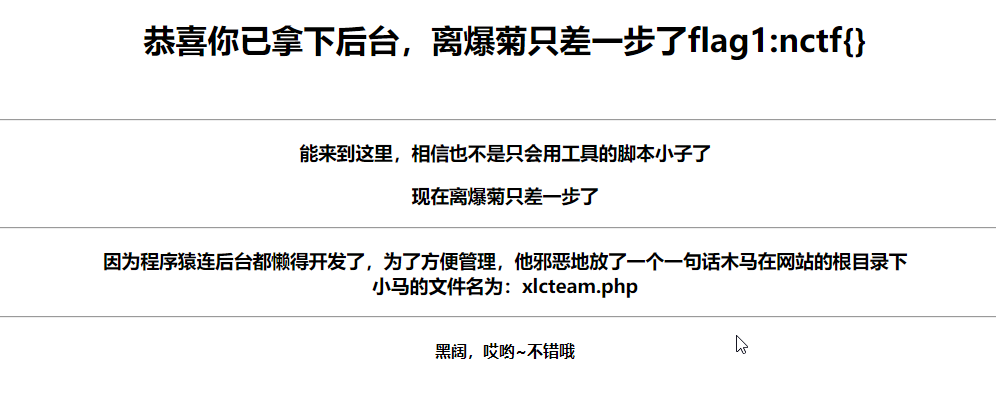 恭喜你已拿下后台，离爆菊只差一步了flag1:nctf{}
能来到这里，相信也不是只会用工具的脚本小子了
现在离爆菊只差一步了
因为程序猿连后台都懒得开发了，为了方便管理，他邪恶地放了一个一句话木马在网站的根目录下
小马的文件名为：xlcteam.php
黑阔，哎哟~不错哦